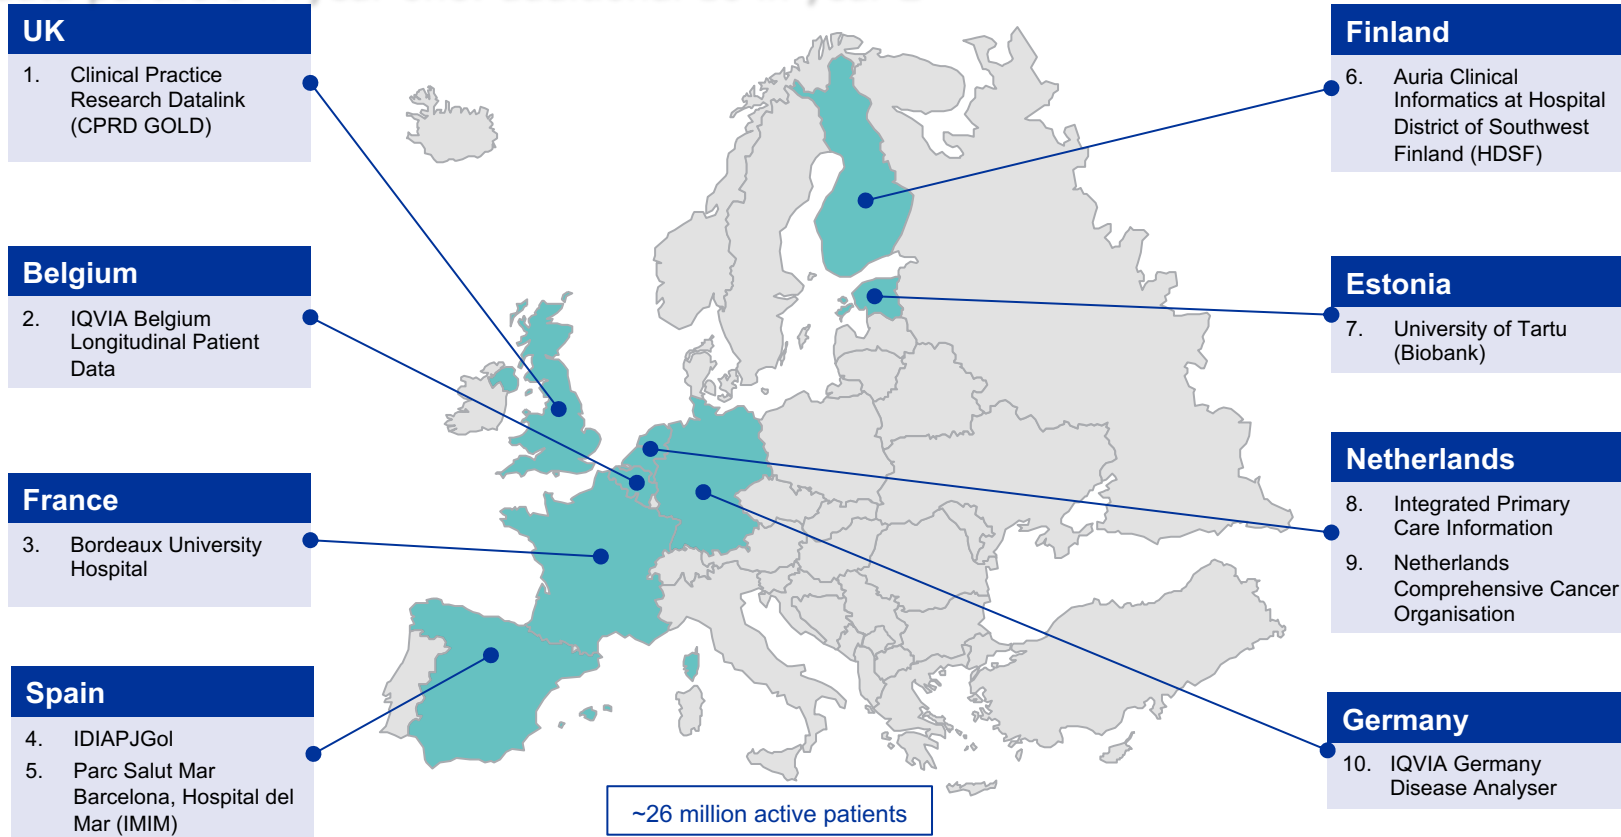 UK
1. Clinical Practice
Research Datalink
(CPRD GOLD)
Belgium
2. IQVIA Belgium
Longitudinal Patient
Data
France
3. Bordeaux University
Hospital
Spain
4. IDIAPJGol
5. Parc Salut Mar
Barcelona, Hospital del
Mar (IMIM)
Finland
6. Auria Clinical
Informatics at Hospital
District of Southwest
Finland (HDSF)
Estonia
7. University of Tartu
(Biobank)
Netherlands
8. Integrated Primary
Care Information
9. Netherlands
Comprehensive Cancer
Organisation
Germany
10. IQVIA Germany
Disease Analyser
~26 million active patients